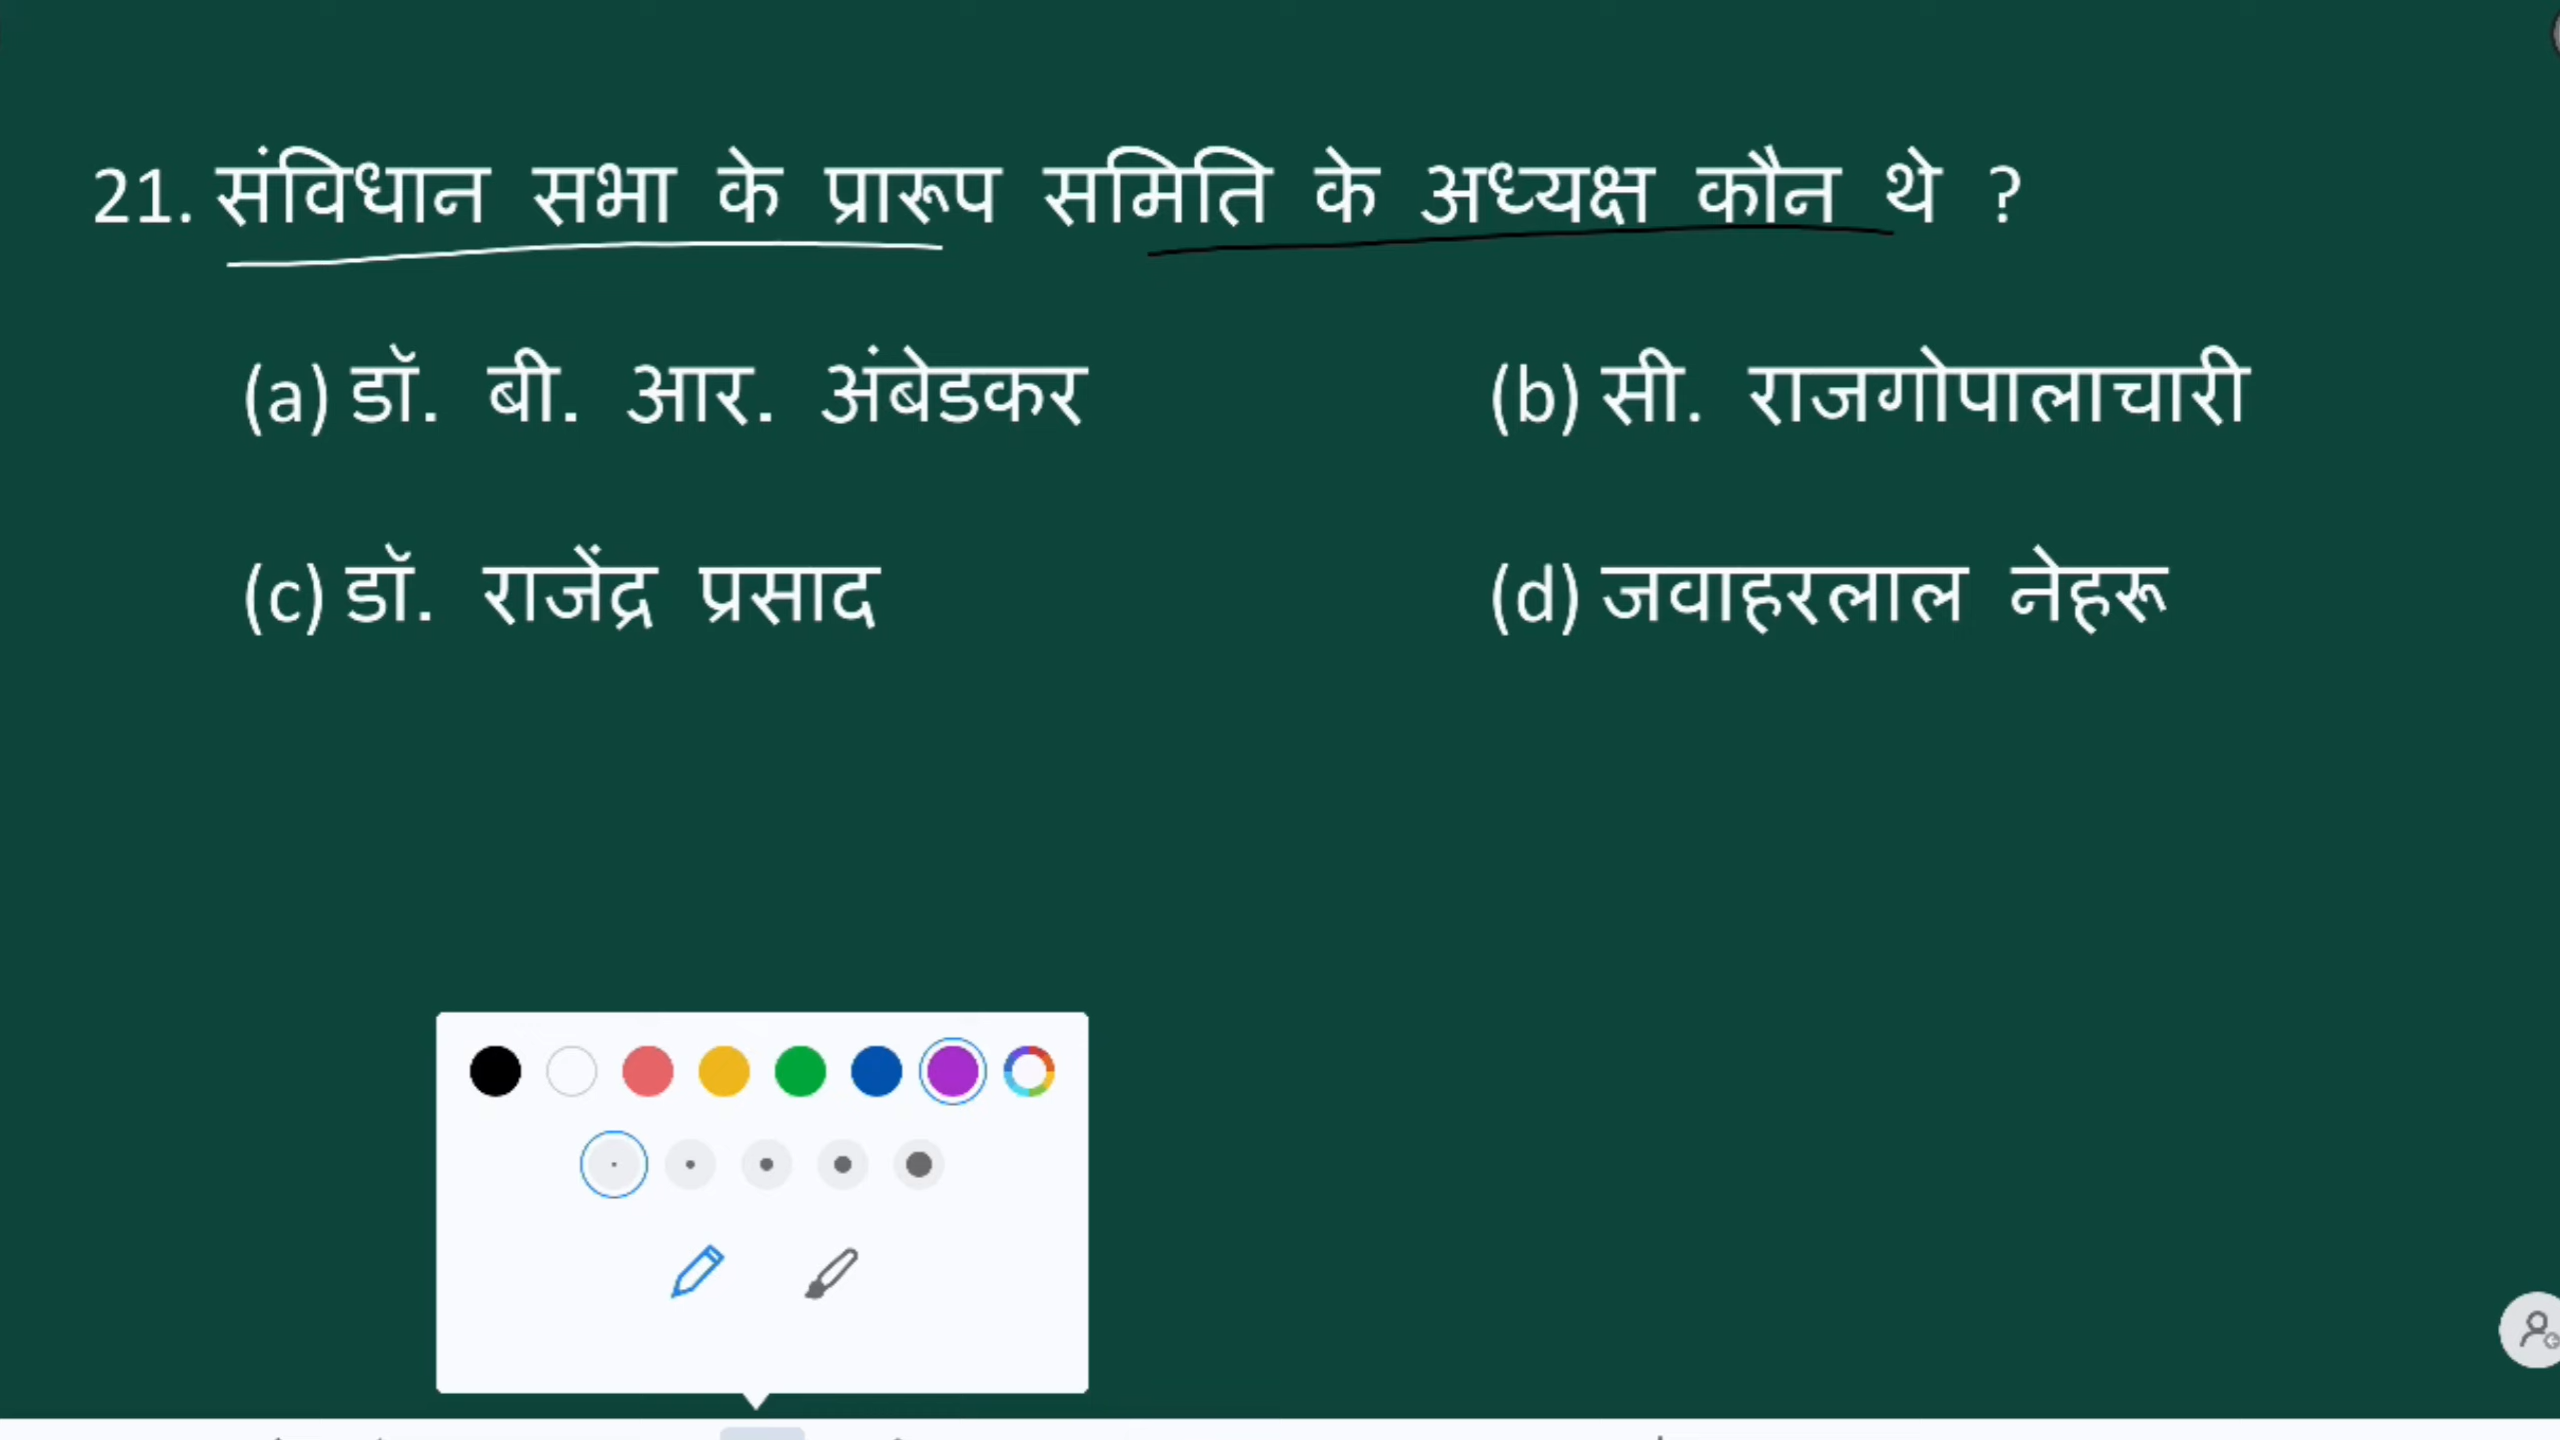 21. संविधान सभा के प्रारूप समिति के अध्यक्ष कौन थे ?
(a) डॉ. बी. आर. अंबेडकर (b) सी. राजगोपालाचारी
(c) डॉ. राजेंद्र प्रसाद (d) जवाहरलाल नेहरू